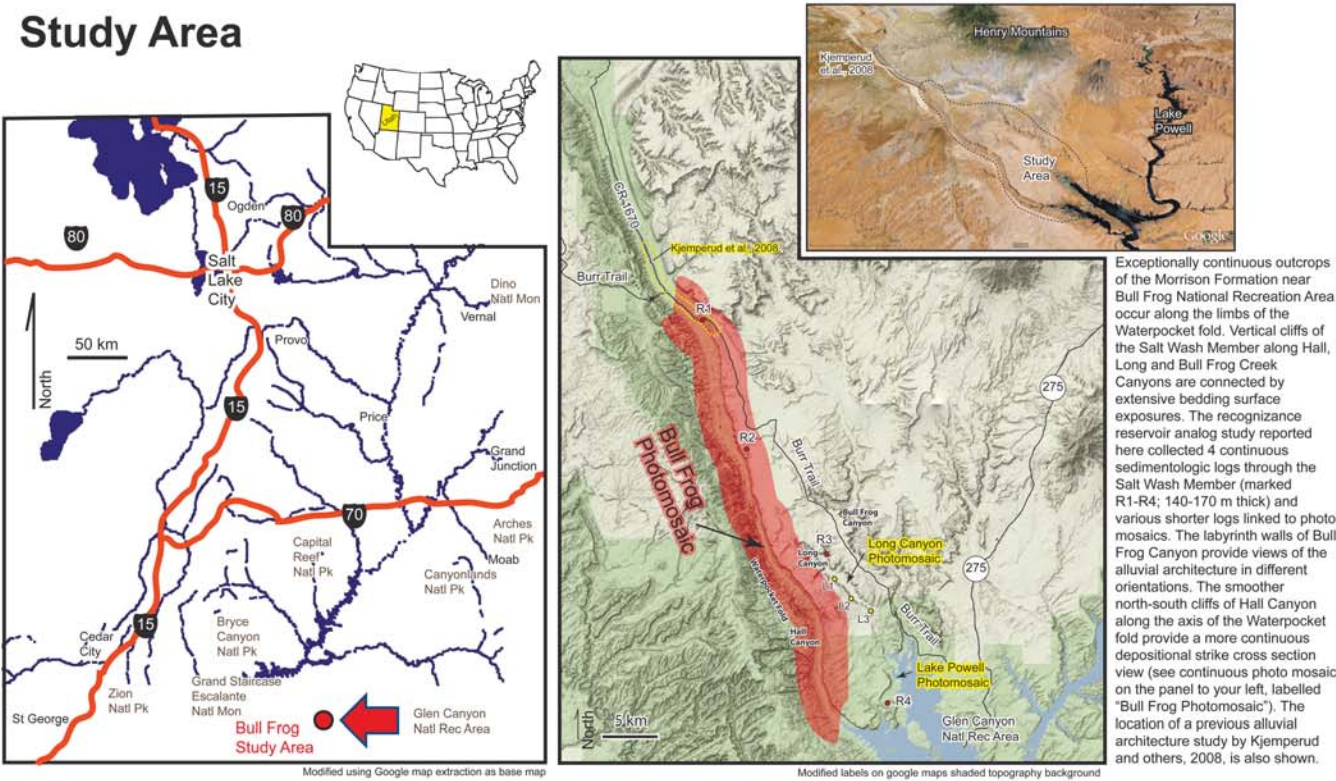 Study Area
Utah
15
Ogden
80
80
Salt
Lake
City
Dino
Natl Mon
Vernal
50 km
North
Provo
15
Price
Grand
Junction
70
Arches
Natl Pk
Capital
Reef
Natl Pk
Moab
Canyonlands
Natl Pk
15
Cedar
City
Bryce
Canyon
Natl Pk
Zion
Natl Pk
Grand Staircase
Escalante
Natl Mon
St George
Bull Frog
Study Area
Glen Canyon
Natl Rec Area
Modified using Google map extraction as base map
CR 1670
Kjemperud et al., 2008
Burr Trail
R1
275
R2
Burr Trail
Bull Frog
Photomosaic
Bull Frog
Canyon
R3
Long
Canyon
Long Canyon
Photomosaic
275
L1
L2
L3
Waterpocket Fold
Burr Trail
Hall
Canyon
Lake Powell
Photomosaic
R4
North
5 km
Glen Canyon
Natl Rec Area
Modified labels on google maps shaded topography background
Henry Mountains
Kjemperud
et al., 2008
Lake
Powell
Study
Area
Google
Exceptionally continuous outcrops
of the Morrison Formation near
Bull Frog National Recreation Area
occur along the limbs of the
Waterpocket fold. Vertical cliffs of
the Salt Wash Member along Hall,
Long and Bull Frog Creek
Canyons are connected by
extensive bedding surface
exposures. The recognizance
reservoir analog study reported
here collected 4 continuous
sedimentologic logs through the
Salt Wash Member (marked
R1-R4; 140-170 m thick) and
various shorter logs linked to photo
mosaics. The labyrinth walls of Bull
Frog Canyon provide views of the
alluvial architecture in different
orientations. The smoother
north-south cliffs of Hall Canyon
along the axis of the Waterpocket
fold provide a more continuous
depositional strike cross section
view (see continuous photo mosaic
on the panel to your left, labelled
"Bull Frog Photomosaic"). The
location of a previous alluvial
architecture study by Kjemperud
and others, 2008, is also shown.